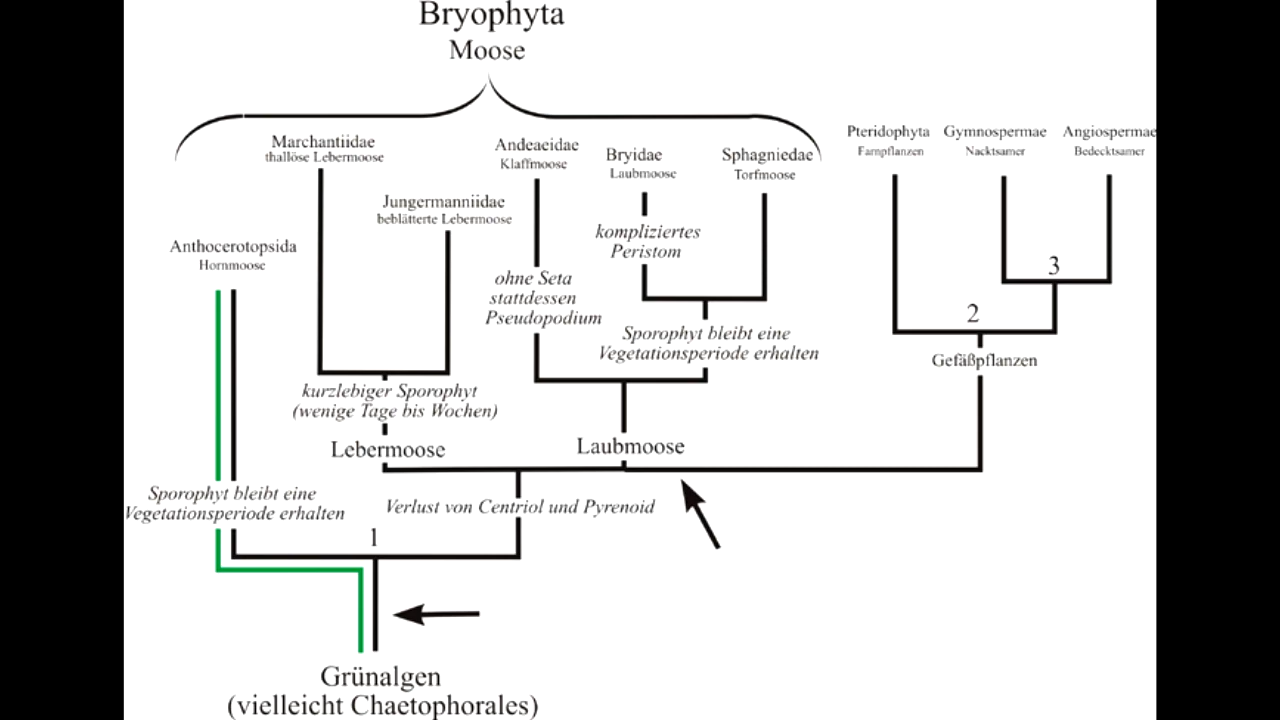 Bryophyta
Moose
Marchantiidae
thallöse Lebermoose
Andeaeidae
Klaffmoose
Bryidae
Laubmoose
Sphagniedae
Torfmoose
Pteridophyta
Farnpflanzen
Gymnospermae
Nacktsamer
Angiospermae
Bedecktsamer
Jungermanniidae
beblätterte Lebermoose
Anthocerotopsida
Hornmoose
kompliziertes
Peristom
ohne Seta
stattdessen
Pseudopodium
3
2
Sporophyt bleibt eine
Vegetationsperiode erhalten
Gefäßpflanzen
kurzlebiger Sporophyt
(wenige Tage bis Wochen)
Lebermoose
Laubmoose
Sporophyt bleibt eine
Vegetationsperiode erhalten
Verlust von Centriol und Pyrenoid
1
Grünalgen
(vielleicht Chaetophorales)